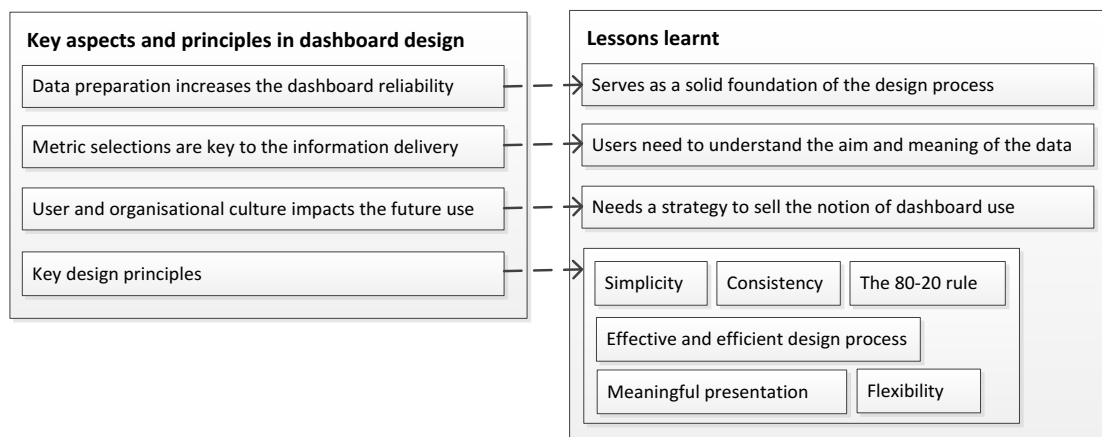 Key aspects and principles in dashboard design
Data preparation increases the dashboard reliability
Metric selections are key to the information delivery
User and organisational culture impacts the future use
Key design principles
Lessons learnt
Serves as a solid foundation of the design process
Users need to understand the aim and meaning of the data
Needs a strategy to sell the notion of dashboard use
Simplicity
Consistency
The 80-20 rule
Effective and efficient design process
Meaningful presentation
Flexibility